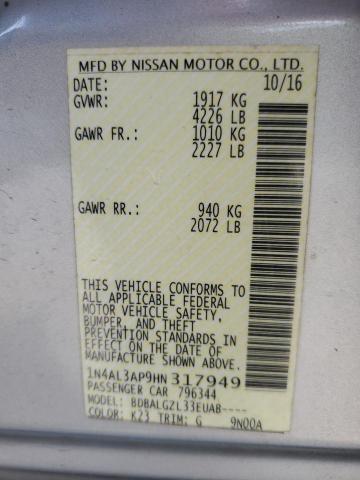 MFD BY NISSAN MOTOR CO., LTD.
DATE: 10/16
GVWR: 1917 KG
4226 LB
GAWR FR.: 1010 KG
2227 LB
GAWR RR.: 940 KG
2072 LB
THIS VEHICLE CONFORMS TO
ALL APPLICABLE FEDERAL
MOTOR VEHICLE SAFETY,
BUMPER, AND THEFT
PREVENTION STANDARDS IN
EFFECT ON THE DATE OF
MANUFACTURE SHOWN ABOVE.
1N4AL3AP9HN 317949
PASSENGER CAR 796344
MODEL: BDBALGZL33EUAB----
COLOR: K23 TRIM: G 9N00A